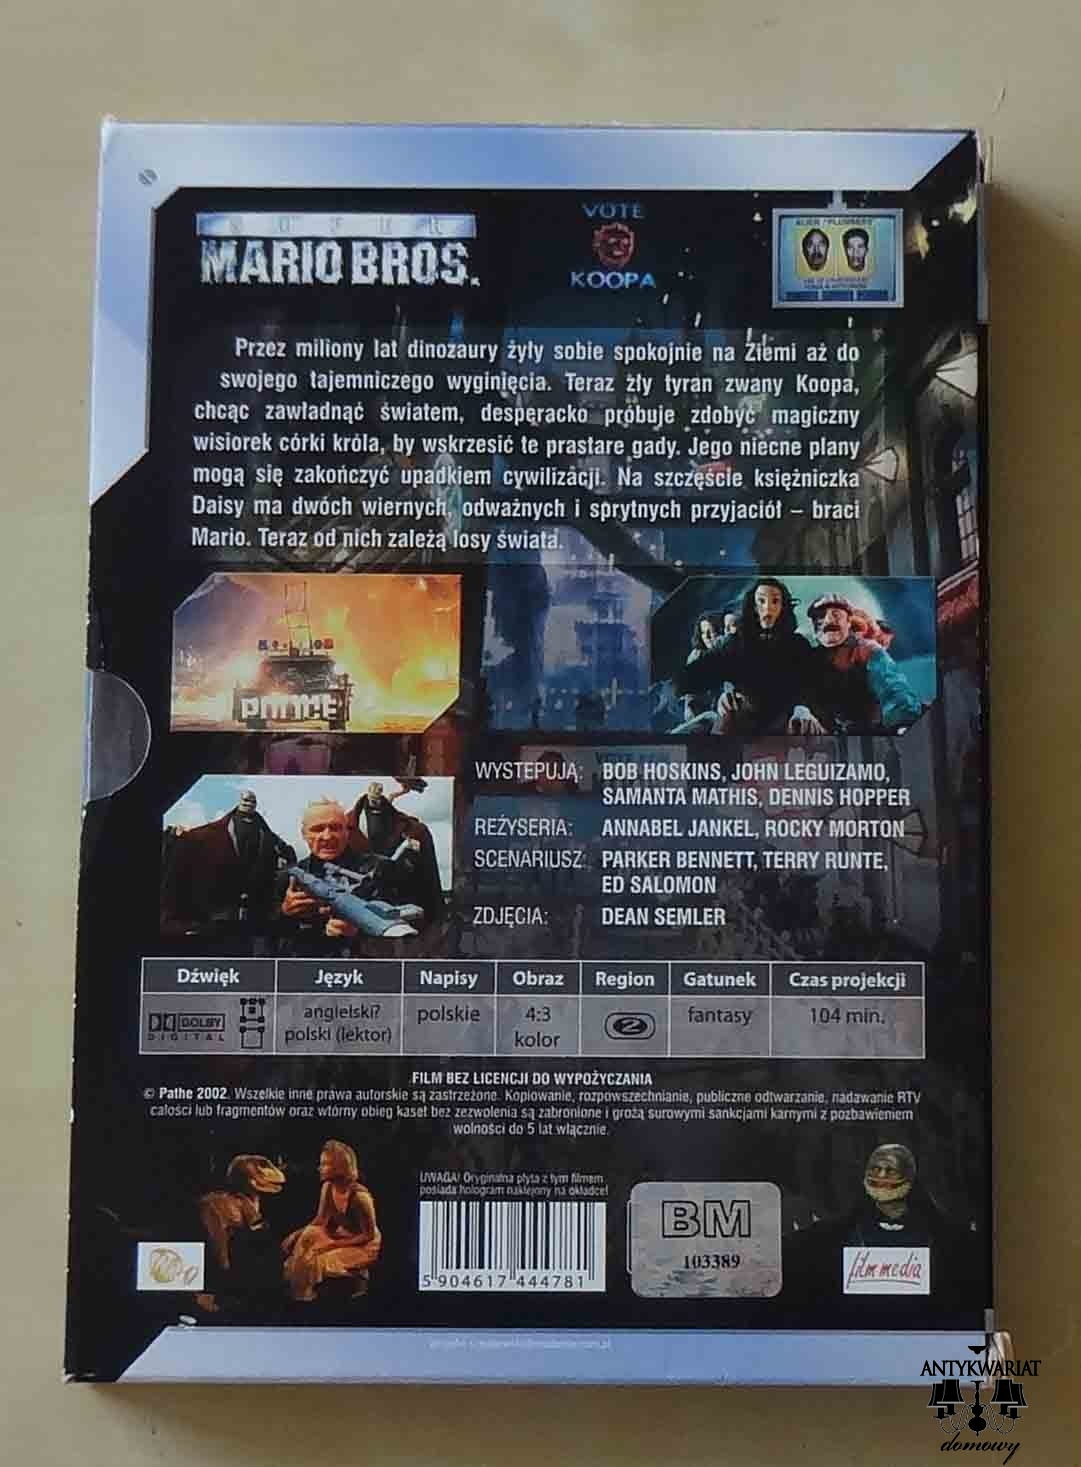 SUPER
MARIO BROS.
VOTE
KOOPA
ALIEN "PLUMBERS"
Przez miliony lat dinozaury żyły sobie spokojnie na Ziemi aż do
swojego tajemniczego wyginięcia. Teraz zły tyran zwany Koopa,
chcąc zawładnąć światem, desperacko próbuje zdobyć magiczny
wisiorek córki króla, by wskrzesić te prastare gady. Jego niecne plany
mogą się zakończyć upadkiem cywilizacji. Na szczęście księżniczka
Daisy ma dwóch wiernych, odważnych i sprytnych przyjaciół – braci
Mario. Teraz od nich zależą losy świata.
POLICE
WYSTEPUJĄ: BOB HOSKINS, JOHN LEGUIZAMO,
SAMANTA MATHIS, DENNIS HOPPER
REŻYSERIA: ANNABEL JANKEL, ROCKY MORTON
SCENARIUSZ: PARKER BENNETT, TERRY RUNTE,
ED SALOMON
ZDJĘCIA: DEAN SEMLER
Dźwięk Język Napisy Obraz Region Gatunek Czas projekcji
DOLBY DIGITAL angielski? polskie 4:3 2 fantasy 104 min.
polski (lektor) kolor
FILM BEZ LICENCJI DO WYPOŻYCZANIA
© Pathe 2002. Wszelkie inne prawa autorskie są zastrzeżone. Kopiowanie, rozpowszechnianie, publiczne odtwarzanie, nadawanie RTV
całości lub fragmentów oraz wtórny obieg kaset bez zezwolenia są zabronione i grożą surowymi sankcjami karnymi z pozbawieniem
wolności do 5 lat włącznie.
UWAGA! Oryginalna płyta z tym filmem
posiada hologram naklejony na okładce!
5 904617 444781
BM
103389
film media
ANTYKWARIAT
domowy